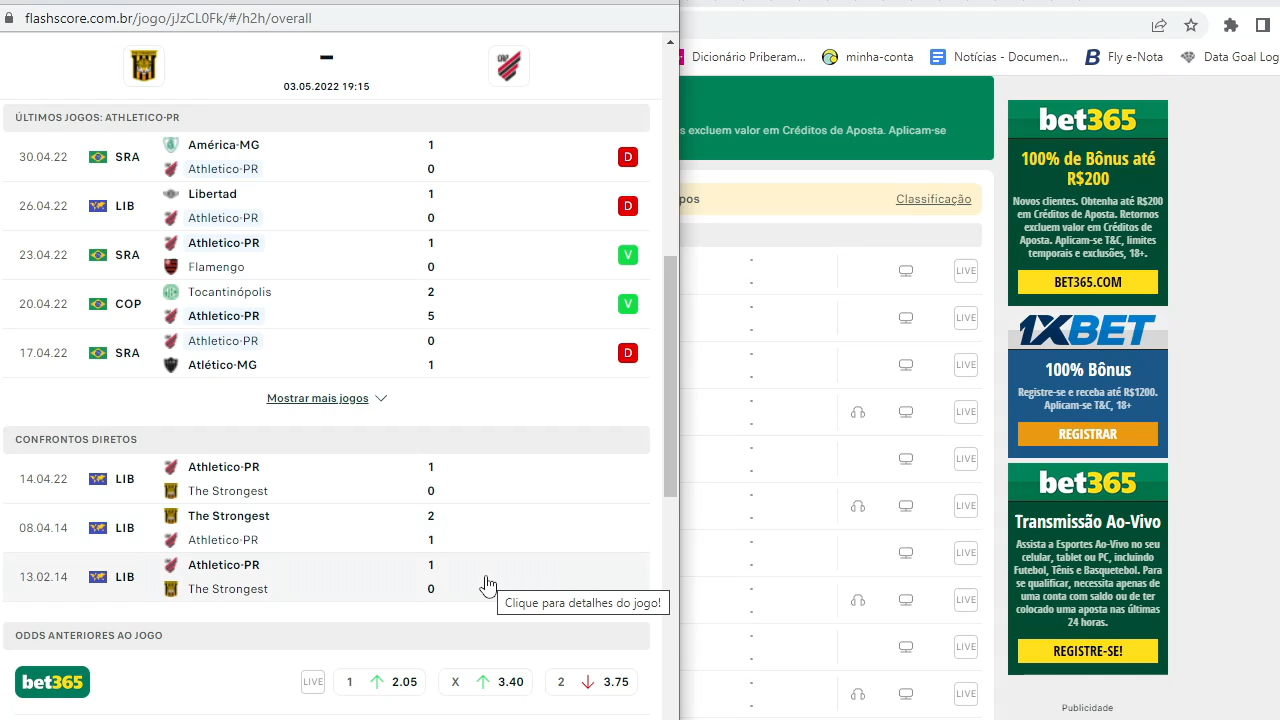 flashscore.com.br/jogo/jJzCL0Fk/#/h2h/overall
Dicionário Priberam...
minha-conta
Notícias - Documen...
Fly e-Nota
Data Goal Log
CAP
-
03.05.2022 19:15
ÚLTIMOS JOGOS: ATHLETICO-PR
30.04.22 SRA América-MG 1
Athletico-PR 0
D
26.04.22 LIB Libertad 1
Athletico-PR 0
D
23.04.22 SRA Athletico-PR 1
Flamengo 0
V
20.04.22 COP Tocantinópolis 2
Athletico-PR 5
V
17.04.22 SRA Athletico-PR 0
Atlético-MG 1
D
Mostrar mais jogos
CONFRONTOS DIRETOS
14.04.22 LIB Athletico-PR 1
The Strongest 0
08.04.14 LIB The Strongest 2
Athletico-PR 1
13.02.14 LIB Athletico-PR 1
The Strongest 0
Clique para detalhes do jogo!
ODDS ANTERIORES AO JOGO
bet365 LIVE 1 2.05 X 3.40 2 3.75
s excluem valor em Créditos de Aposta. Aplicam-se
pos Classificação
- - LIVE
- - LIVE
- - LIVE
- - LIVE
- - LIVE
- - LIVE
- - LIVE
- - LIVE
- - LIVE
- - LIVE
bet365
100% de Bônus até
R$200
Novos clientes. Obtenha até R$200
em Créditos de Aposta. Retornos
excluem valor em Créditos de
Aposta. Aplicam-se T&C, limites
temporais e exclusões, 18+.
BET365.COM
1XBET
100% Bônus
Registre-se e receba até R$1200.
Aplicam-se T&C, 18+
REGISTRAR
bet365
Transmissão Ao-Vivo
Assista a Esportes Ao-Vivo no seu
celular, tablet ou PC, incluindo
Futebol, Tênis e Basquetebol. Para
se qualificar, necessita apenas de
uma conta com saldo ou de ter
colocado uma aposta nas últimas
24 horas.
REGISTRE-SE!
Publicidade